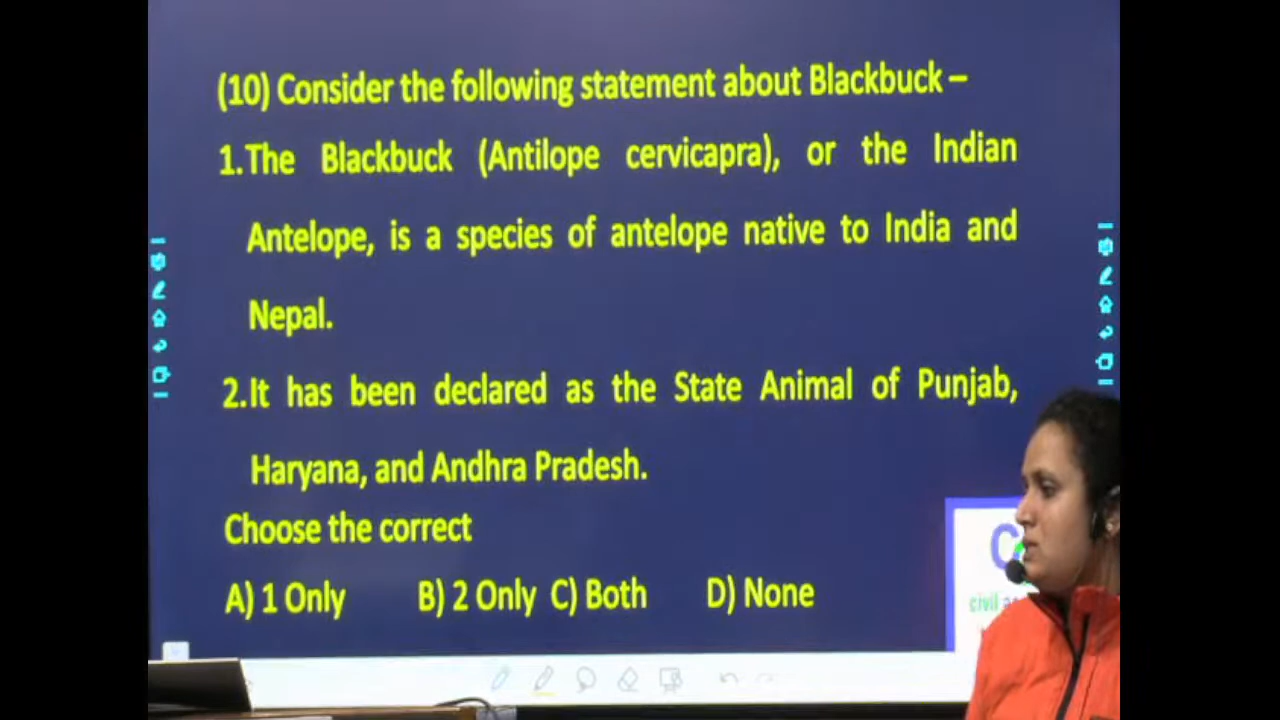 (10) Consider the following statement about Blackbuck –
1.The Blackbuck (Antilope cervicapra), or the Indian
Antelope, is a species of antelope native to India and
Nepal.
2.It has been declared as the State Animal of Punjab,
Haryana, and Andhra Pradesh.
Choose the correct
A) 1 Only B) 2 Only C) Both D) None
civil